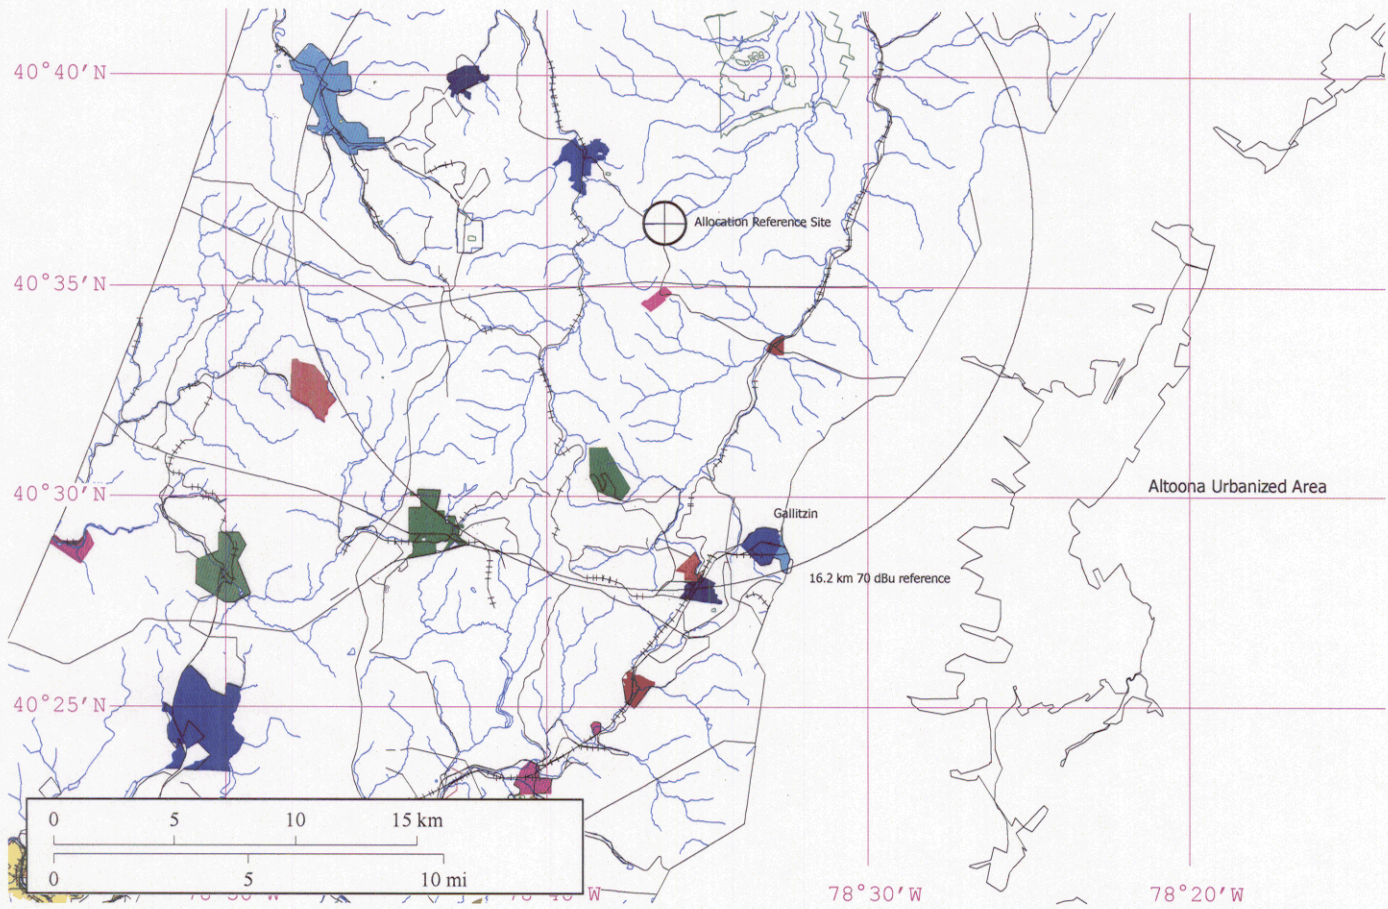 40°40'N
Allocation Reference Site
40°35'N
40°30'N
Altoona Urbanized Area
Gallitzin
16.2 km 70 dBu reference
40°25'N
0 5 10 15 km
0 5 10 mi
W
78°30'W
78°20'W